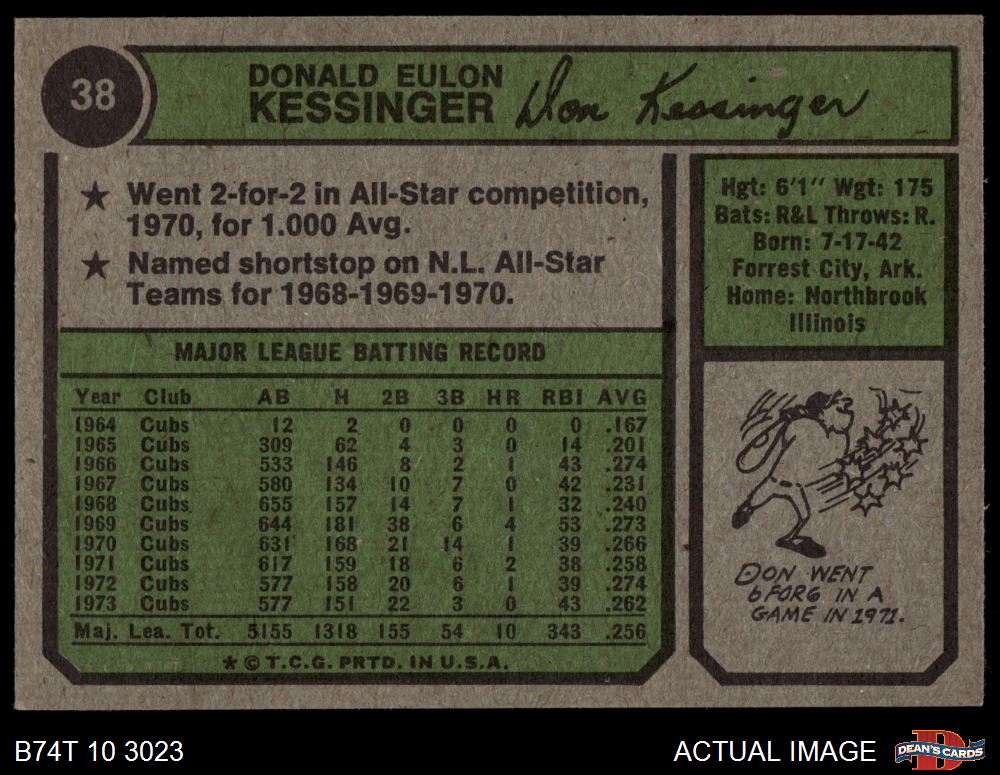 38
DONALD EULON
KESSINGER Don Kessinger
★ Went 2-for-2 in All-Star competition,
1970, for 1.000 Avg.
★ Named shortstop on N.L. All-Star
Teams for 1968-1969-1970.
Hgt: 6'1" Wgt: 175
Bats: R&L Throws: R.
Born: 7-17-42
Forrest City, Ark.
Home: Northbrook
Illinois
MAJOR LEAGUE BATTING RECORD
Year Club AB H 2B 3B HR RBI AVG
1964 Cubs 12 2 0 0 0 0 .167
1965 Cubs 309 62 4 3 0 14 .201
1966 Cubs 533 146 8 2 1 43 .274
1967 Cubs 580 134 10 7 0 42 .231
1968 Cubs 655 157 14 7 1 32 .240
1969 Cubs 644 181 38 6 4 53 .273
1970 Cubs 631 168 21 14 1 39 .266
1971 Cubs 617 159 18 6 2 38 .258
1972 Cubs 577 158 20 6 1 39 .274
1973 Cubs 577 151 22 3 0 43 .262
Maj. Lea. Tot. 5155 1318 155 54 10 343 .256
* © T.C.G. PRTD. IN U.S.A.
DON WENT
6 FOR 6 IN A
GAME IN 1971.
B74T 10 3023
ACTUAL IMAGE
D
DEAN'S CARDS